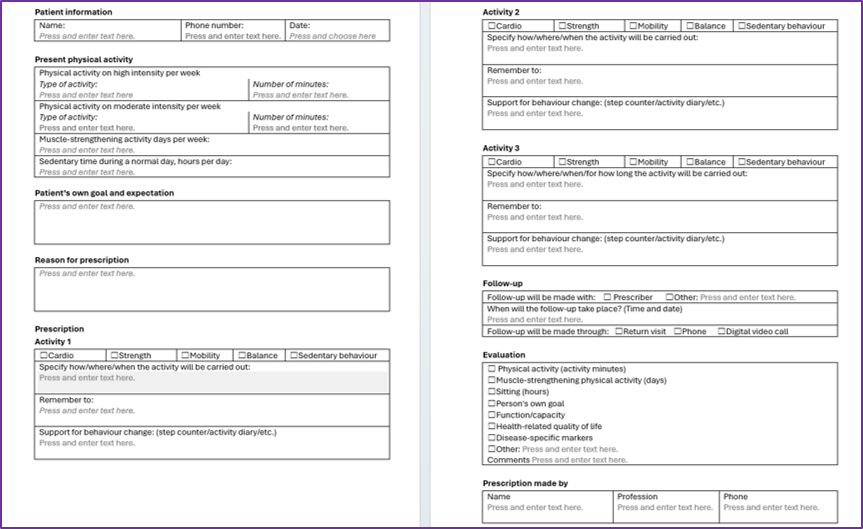 Patient information
Name: Phone number: Date:
Press and enter text here. Press and enter text here. Press and choose here
Present physical activity
Physical activity on high intensity per week
Type of activity: Number of minutes:
Press and enter text here Press and enter text here.
Physical activity on moderate intensity per week
Type of activity: Number of minutes:
Press and enter text here. Press and enter text here.
Muscle-strengthening activity days per week:
Press and enter text here.
Sedentary time during a normal day, hours per day:
Press and enter text here.
Patient's own goal and expectation
Press and enter text here.
Reason for prescription
Press and enter text here.
Prescription
Activity 1
☐Cardio ☐Strength ☐Mobility ☐Balance ☐Sedentary behaviour
Specify how/where/when the activity will be carried out:
Press and enter text here.
Remember to:
Press and enter text here.
Support for behaviour change: (step counter/activity diary/etc.)
Press and enter text here.
Activity 2
☐Cardio ☐Strength ☐Mobility ☐Balance ☐Sedentary behaviour
Specify how/where/when the activity will be carried out:
Press and enter text here.
Remember to:
Press and enter text here.
Support for behaviour change: (step counter/activity diary/etc.)
Press and enter text here.
Activity 3
☐Cardio ☐Strength ☐Mobility ☐Balance ☐Sedentary behaviour
Specify how/where/when/for how long the activity will be carried out:
Press and enter text here.
Remember to:
Press and enter text here.
Support for behaviour change: (step counter/activity diary/etc.)
Press and enter text here.
Follow-up
Follow-up will be made with: ☐ Prescriber ☐Other: Press and enter text here.
When will the follow-up take place? (Time and date)
Press and enter text here.
Follow-up will be made through: ☐Return visit ☐Phone ☐Digital video call
Evaluation
☐ Physical activity (activity minutes)
☐Muscle-strengthening physical activity (days)
☐Sitting (hours)
☐Person's own goal
☐Function/capacity
☐Health-related quality of life
☐Disease-specific markers
☐Other: Press and enter text here.
Comments Press and enter text here.
Prescription made by
Name Profession Phone
Press and enter text here. Press and enter text here. Press and enter text here.